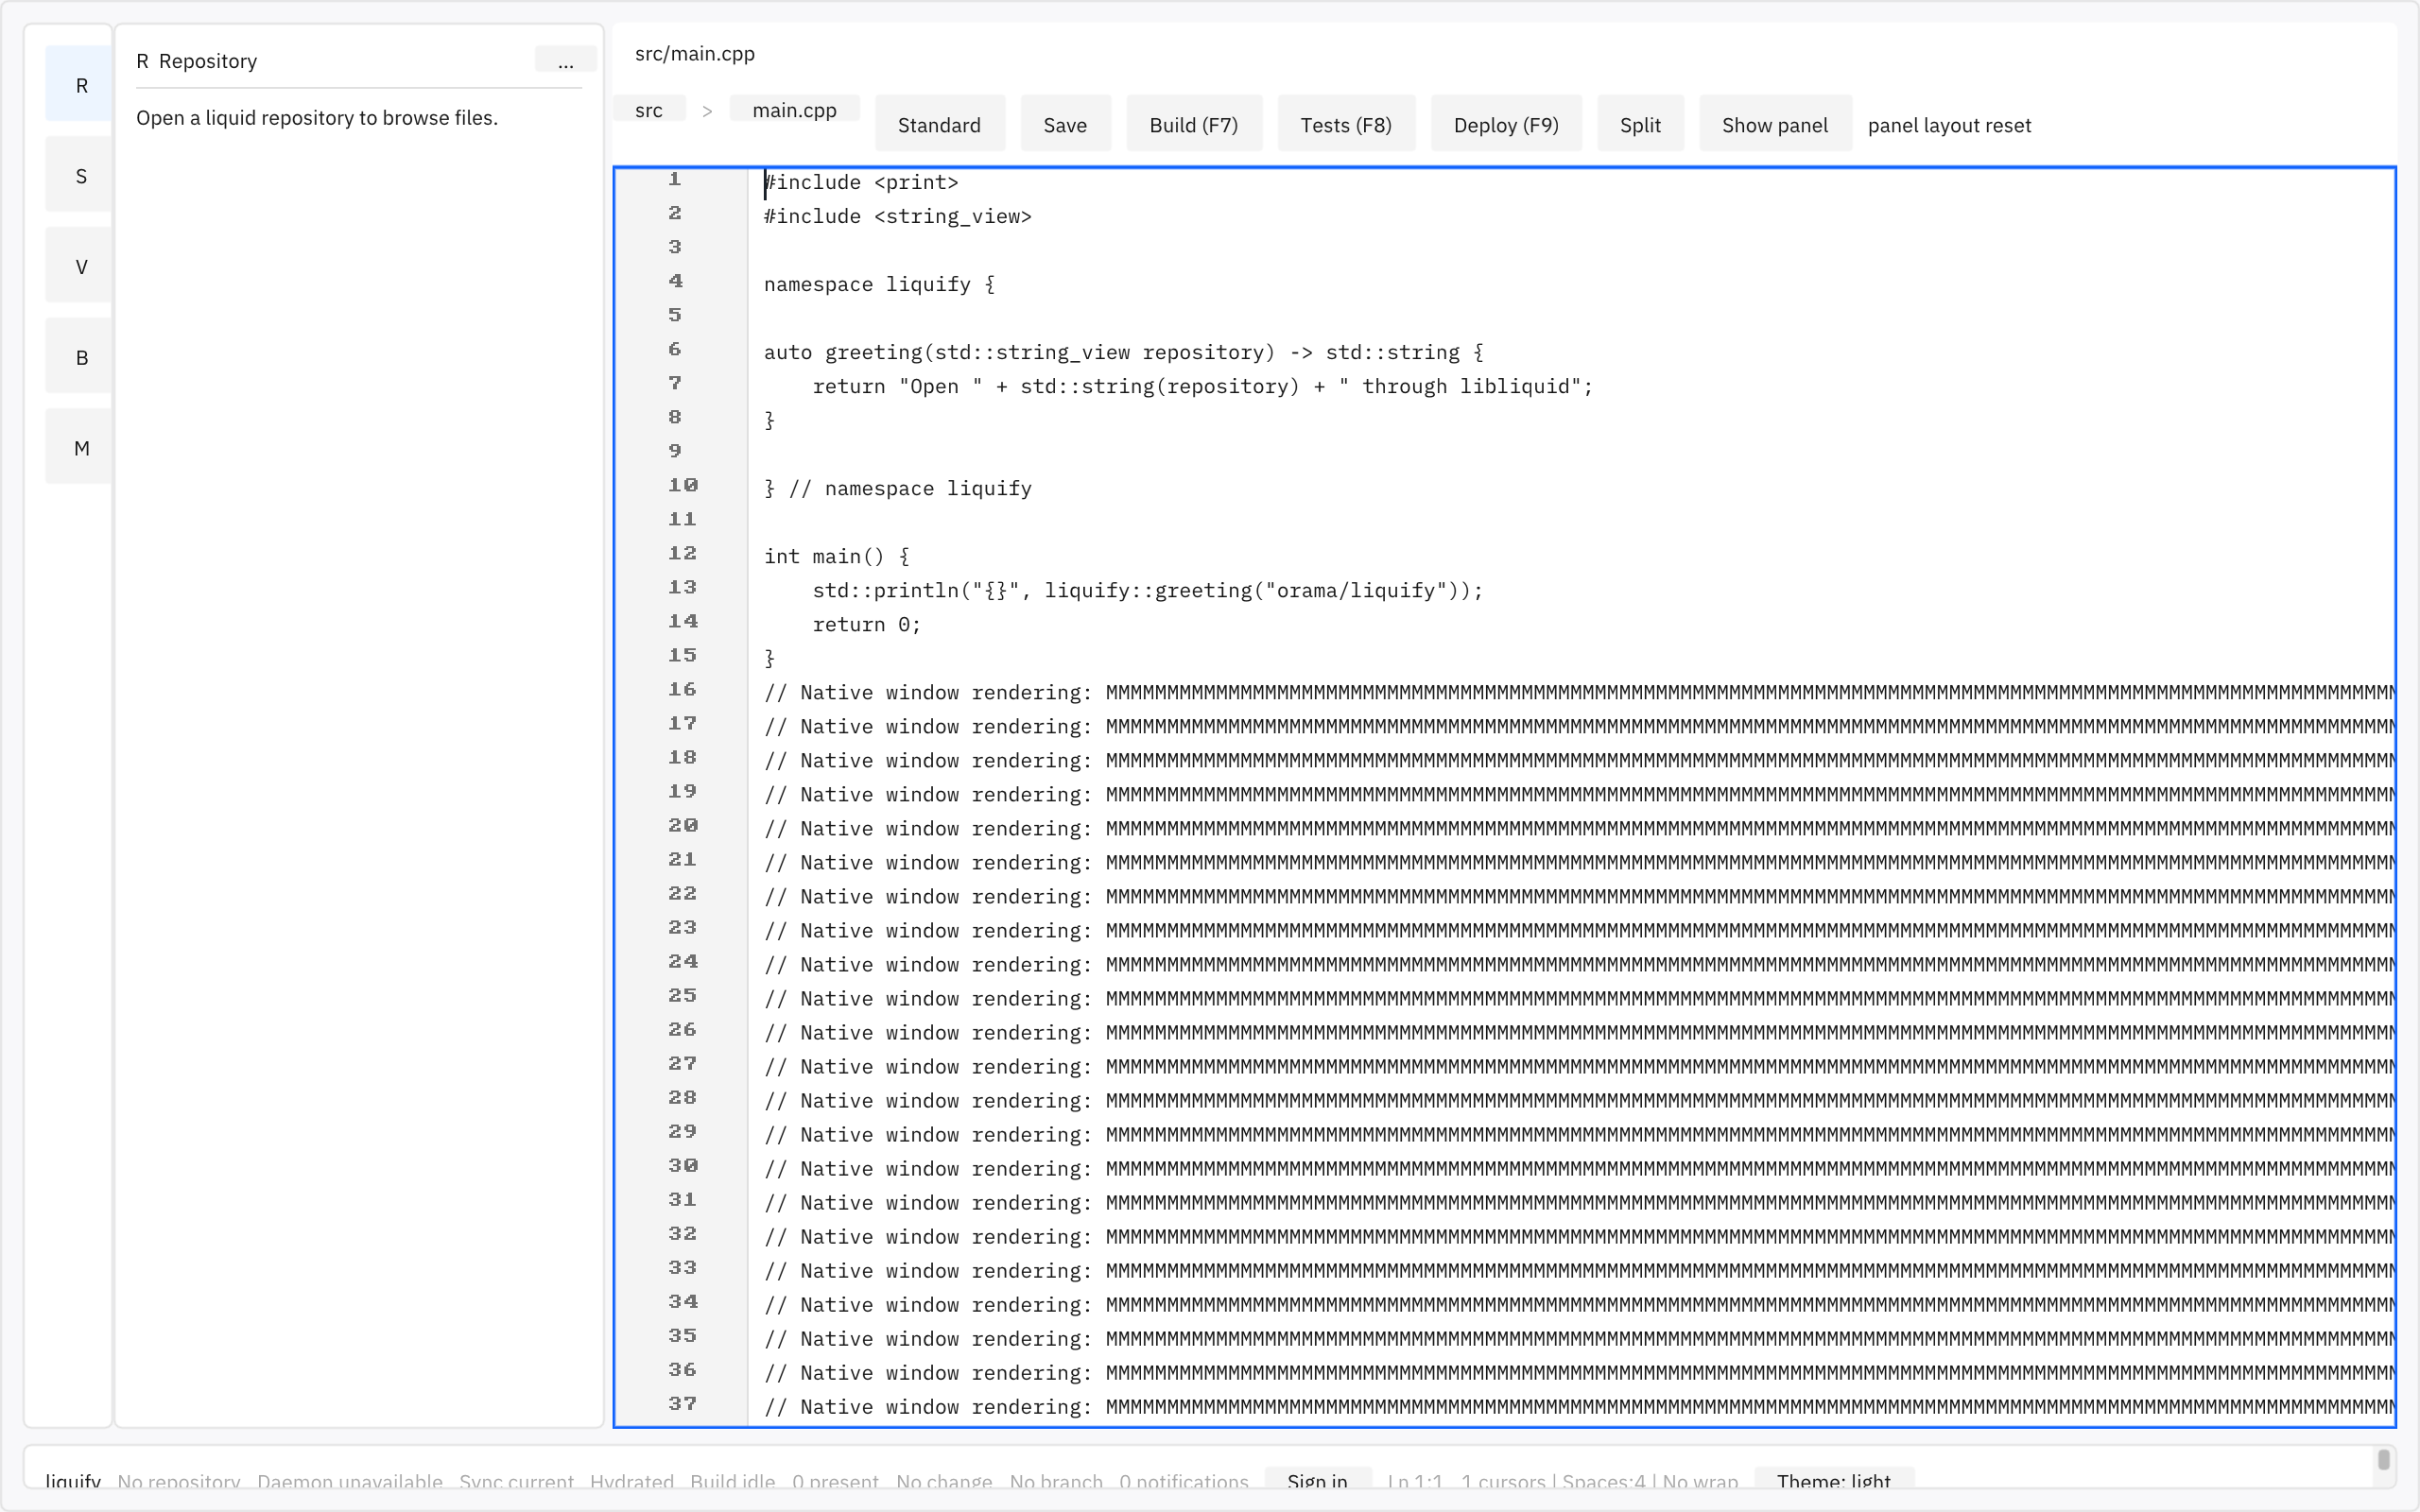 R
S
V
B
M
R Repository
...
Open a liquid repository to browse files.
src/main.cpp
src > main.cpp Standard Save Build (F7) Tests (F8) Deploy (F9) Split Show panel panel layout reset
1 #include <print>
2 #include <string_view>
3
4 namespace liquify {
5
6 auto greeting(std::string_view repository) -> std::string {
7     return "Open " + std::string(repository) + " through libliquid";
8 }
9
10 } // namespace liquify
11
12 int main() {
13     std::println("{}", liquify::greeting("orama/liquify"));
14     return 0;
15 }
16 // Native window rendering:
17 // Native window rendering:
18 // Native window rendering:
19 // Native window rendering:
20 // Native window rendering:
21 // Native window rendering:
22 // Native window rendering:
23 // Native window rendering:
24 // Native window rendering:
25 // Native window rendering:
26 // Native window rendering:
27 // Native window rendering:
28 // Native window rendering:
29 // Native window rendering:
30 // Native window rendering:
31 // Native window rendering:
32 // Native window rendering:
33 // Native window rendering:
34 // Native window rendering:
35 // Native window rendering:
36 // Native window rendering:
37 // Native window rendering:
liquify No repository Daemon unavailable Sync current Hydrated Build idle 0 present No change No branch 0 notifications Sign in Ln 1:1 1 cursors | Spaces:4 | No wrap Theme: light